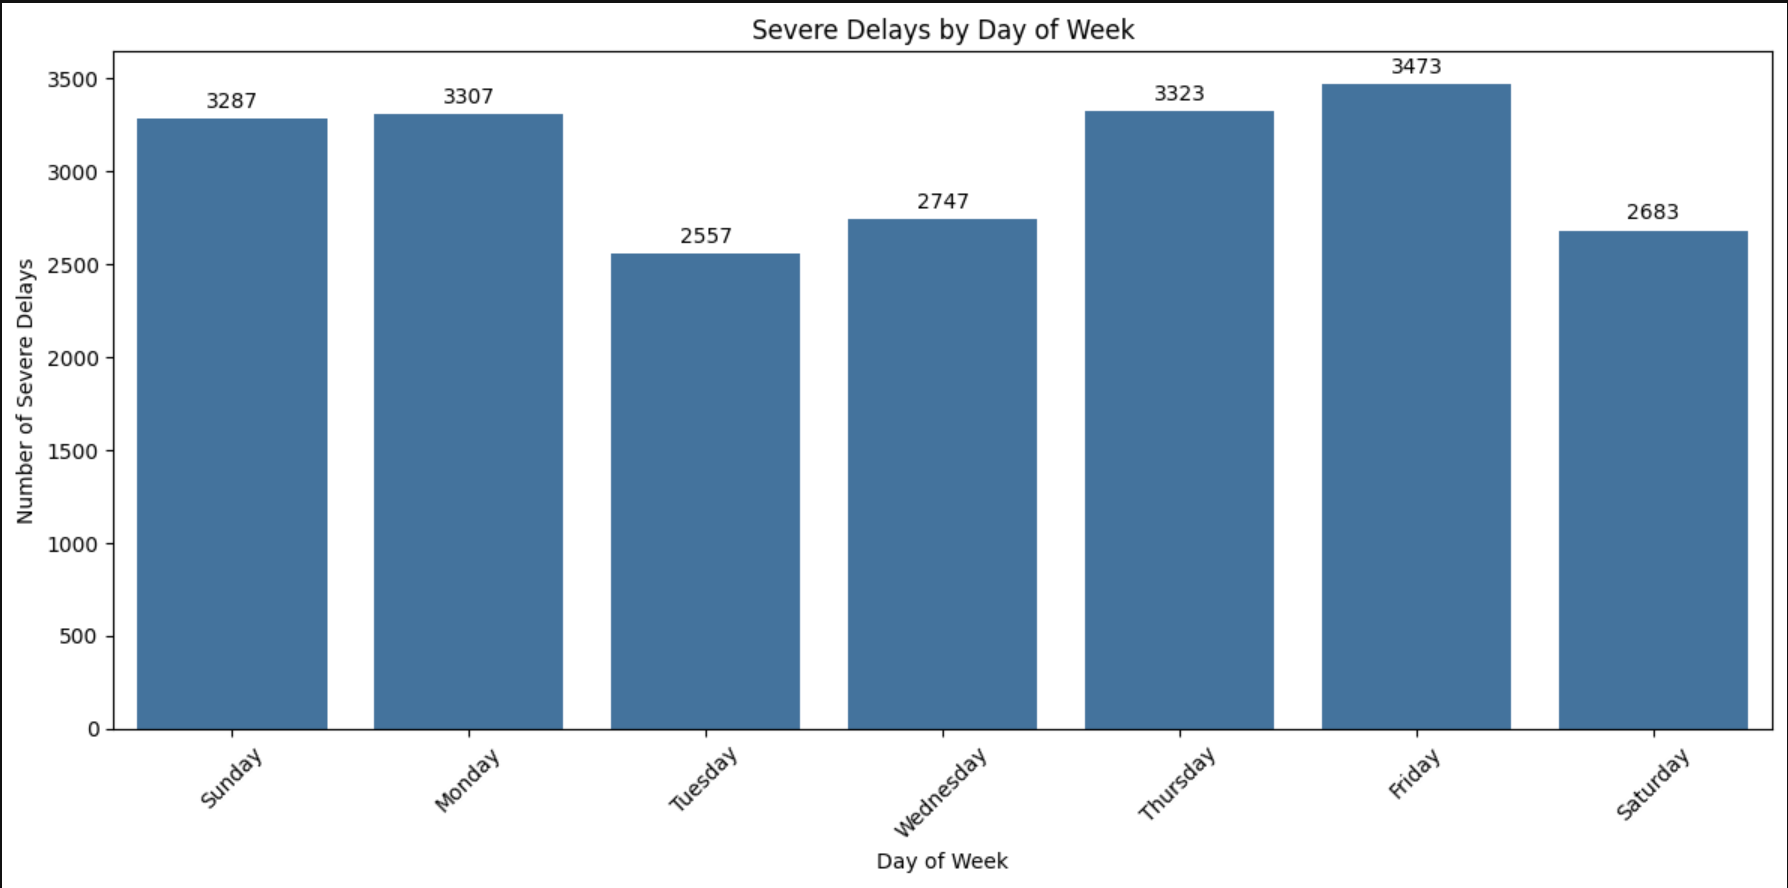 Severe Delays by Day of Week
Number of Severe Delays
3500
3000
2500
2000
1500
1000
500
0
3287
3307
2557
2747
3323
3473
2683
Sunday
Monday
Tuesday
Wednesday
Thursday
Friday
Saturday
Day of Week